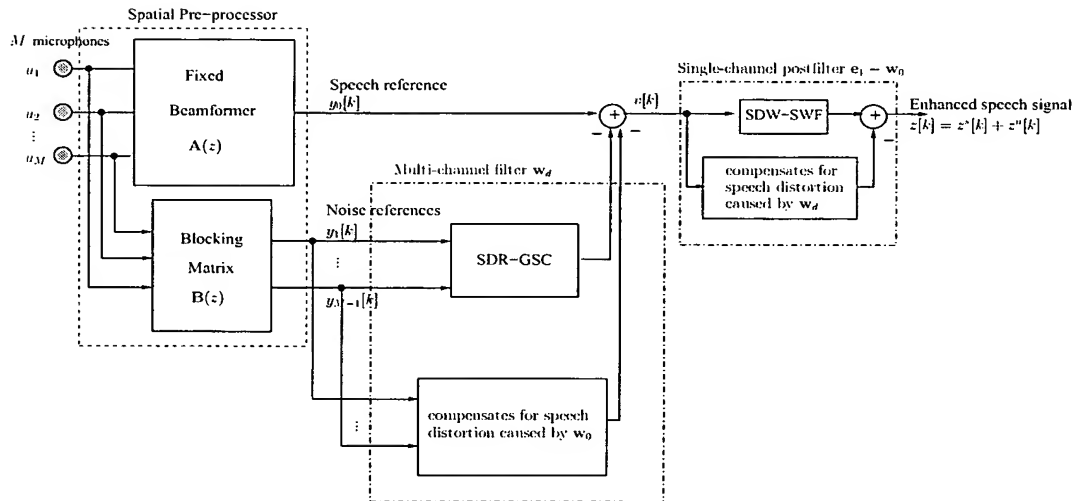 Spatial Pre-processor
M microphones
u1
u2
⋮
uM
Fixed
Beamformer
A(z)
Speech reference
y0[k]
Blocking
Matrix
B(z)
Noise references
y1[k]
⋮
yM-1[k]
Multi-channel filter wd
SDR-GSC
⋮
compensates for speech
distortion caused by w0
+
−
−
[k]
Single-channel postfilter e1 − w0
SDW-SWF
+
−
compensates for
speech distortion
caused by wd
Enhanced speech signal
z[k] = zs[k] + zn[k]